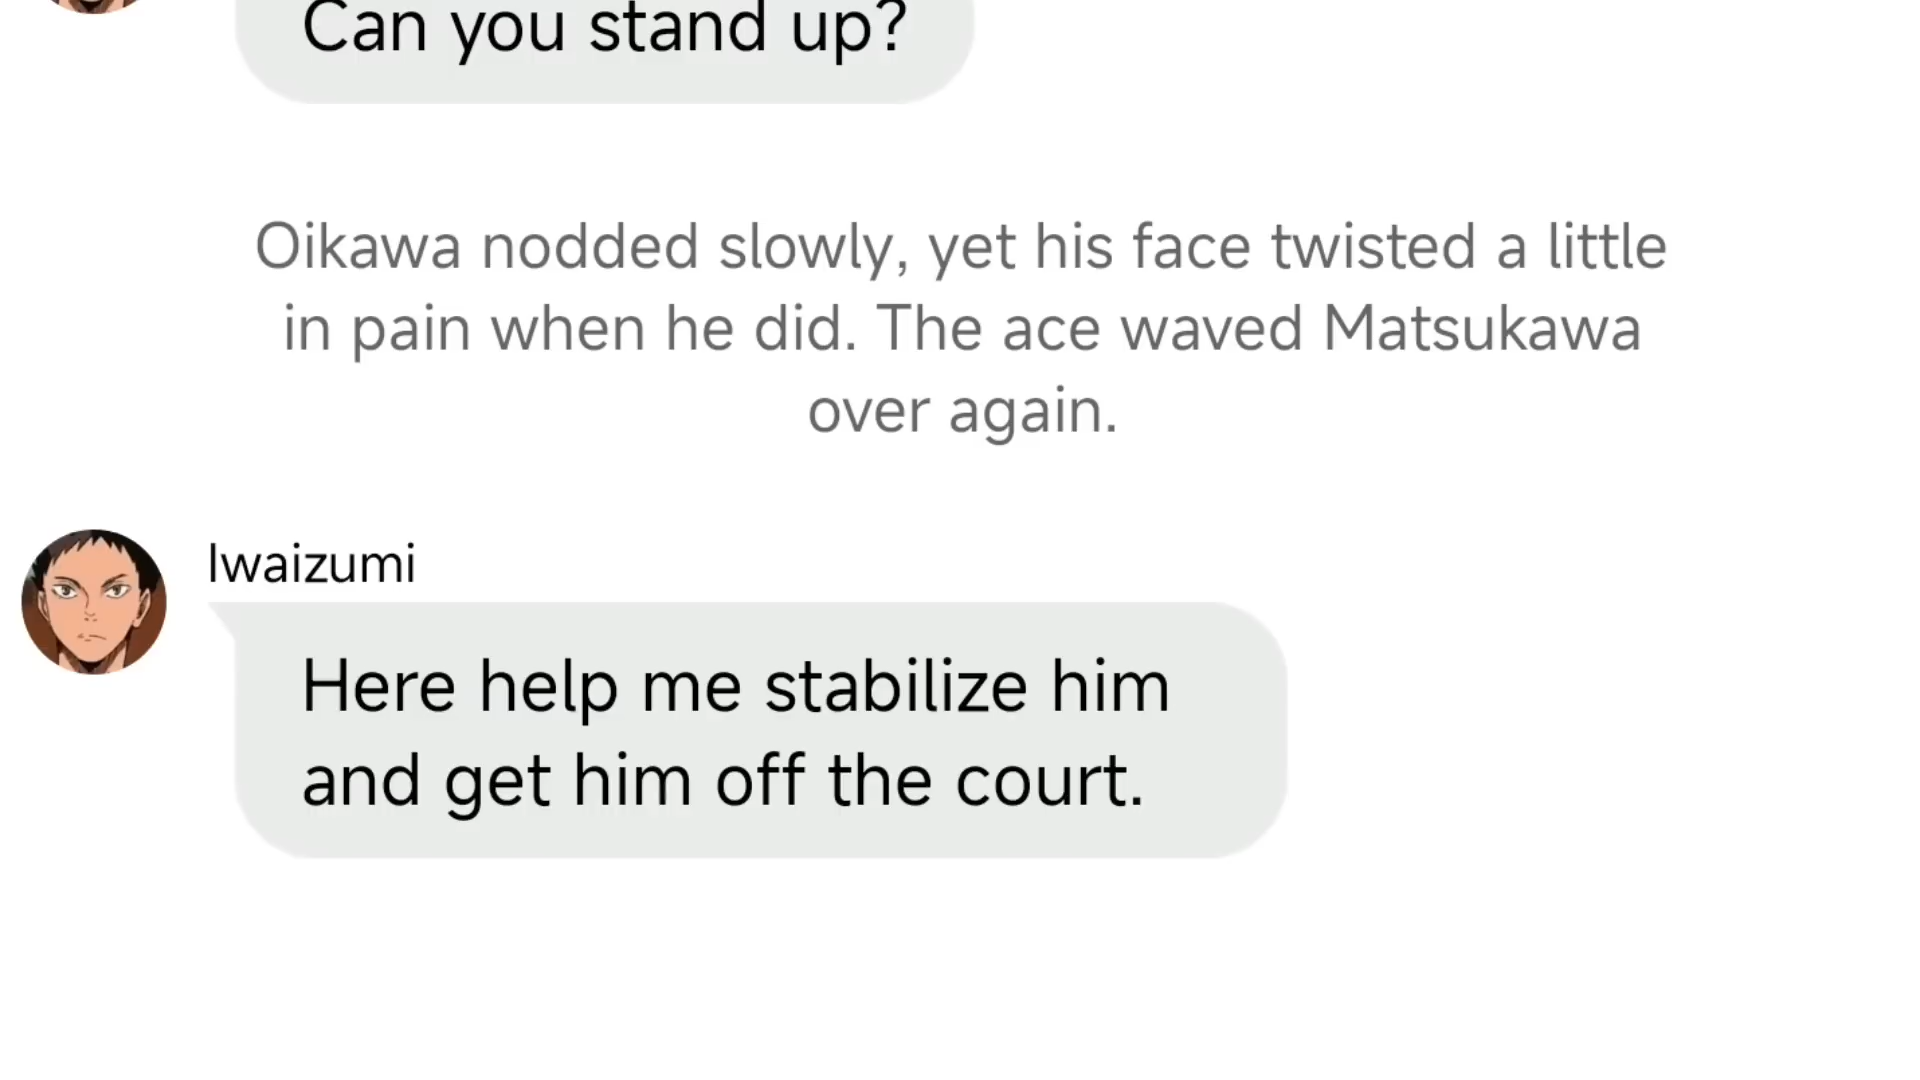 Can you stand up?
Oikawa nodded slowly, yet his face twisted a little
in pain when he did. The ace waved Matsukawa
over again.
Iwaizumi
Here help me stabilize him
and get him off the court.